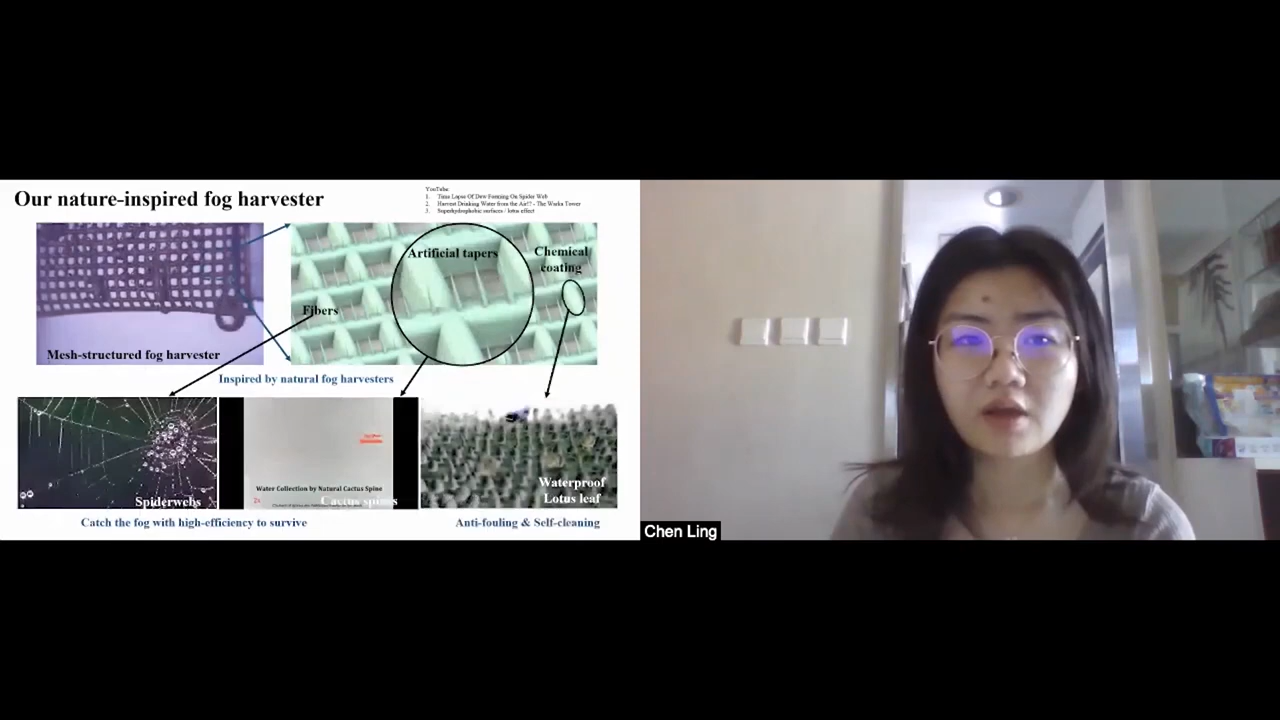 Our nature-inspired fog harvester
YouTube
1. Time Lapse Of Dew Forming On Spider Web
2. Harvest Drinking Water from the Air!? - The Warka Tower
3. Superhydrophobic surfaces / lotus effect
Artificial tapers
Chemical
coating
Fibers
Mesh-structured fog harvester
Inspired by natural fog harvesters
Water Collection by Natural Cactus Spine
2x
Spiderwebs
Cactus spines
Waterproof
Lotus leaf
Catch the fog with high-efficiency to survive
Anti-fouling & Self-cleaning
Chen Ling